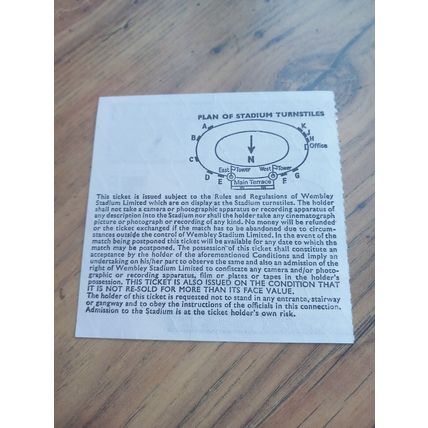 PLAN OF STADIUM TURNSTILES
A
K
J
B
H
Office
C
N
East Tower
West Tower
D
E
Main Terrace
F
G
This ticket is issued subject to the Rules and Regulations of Wembley
Stadium Limited which are on display at the Stadium turnstiles. The holder
shall not take a camera or photographic apparatus or recording apparatus of
any description into the Stadium nor shall the holder take any cinematograph
picture or photograph or recording of any kind. No money will be refunded
or the ticket exchanged if the match has to be abandoned due to circum-
stances outside the control of Wembley Stadium Limited. In the event of the
match being postponed this ticket will be available for any date to which the
match may be postponed. The possession of this ticket shall constitute an
acceptance by the holder of the aforementioned Conditions and imply an
undertaking on his/her part to observe the same and also an admission of the
right of Wembley Stadium Limited to confiscate any camera and/or photo-
graphic or recording apparatus, film or plates or tapes in the holder's
possession. THIS TICKET IS ALSO ISSUED ON THE CONDITION THAT
IT IS NOT RE-SOLD FOR MORE THAN ITS FACE VALUE.
The holder of this ticket is requested not to stand in any entrance, stairway
or gangway and to obey the instructions of the officials in this connection.
Admission to the Stadium is at the ticket holder's own risk.